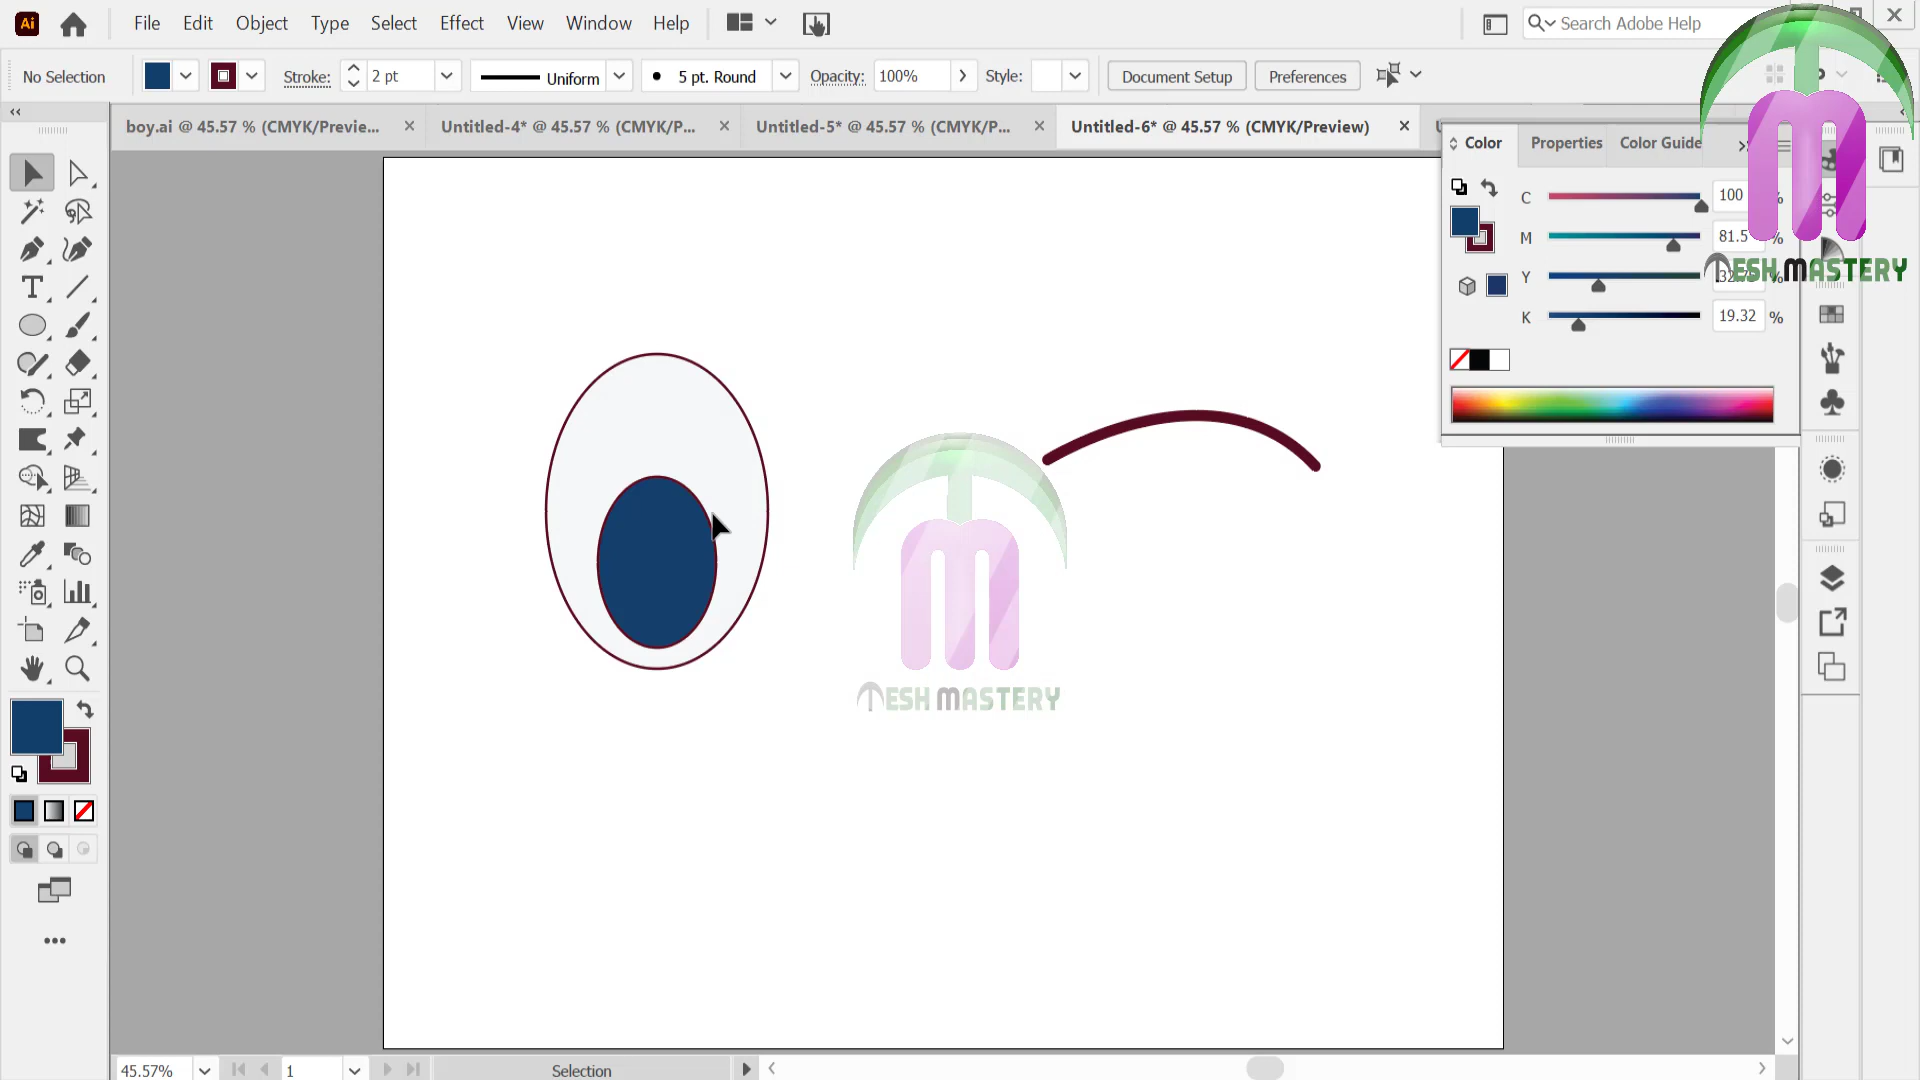 Ai File Edit Object Type Select Effect View Window Help Search Adobe Help
No Selection Stroke: 2 pt Uniform 5 pt. Round Opacity: 100% Style: Document Setup Preferences
boy.ai @ 45.57 % (CMYK/Previe... Untitled-4* @ 45.57 % (CMYK/P... Untitled-5* @ 45.57 % (CMYK/P... Untitled-6* @ 45.57 % (CMYK/Preview)
Color Properties Color Guide
C 100 %
M 81.5 %
Y %
K 19.32 %
MESH MASTERY
MESH MASTERY
45.57% 1 Selection